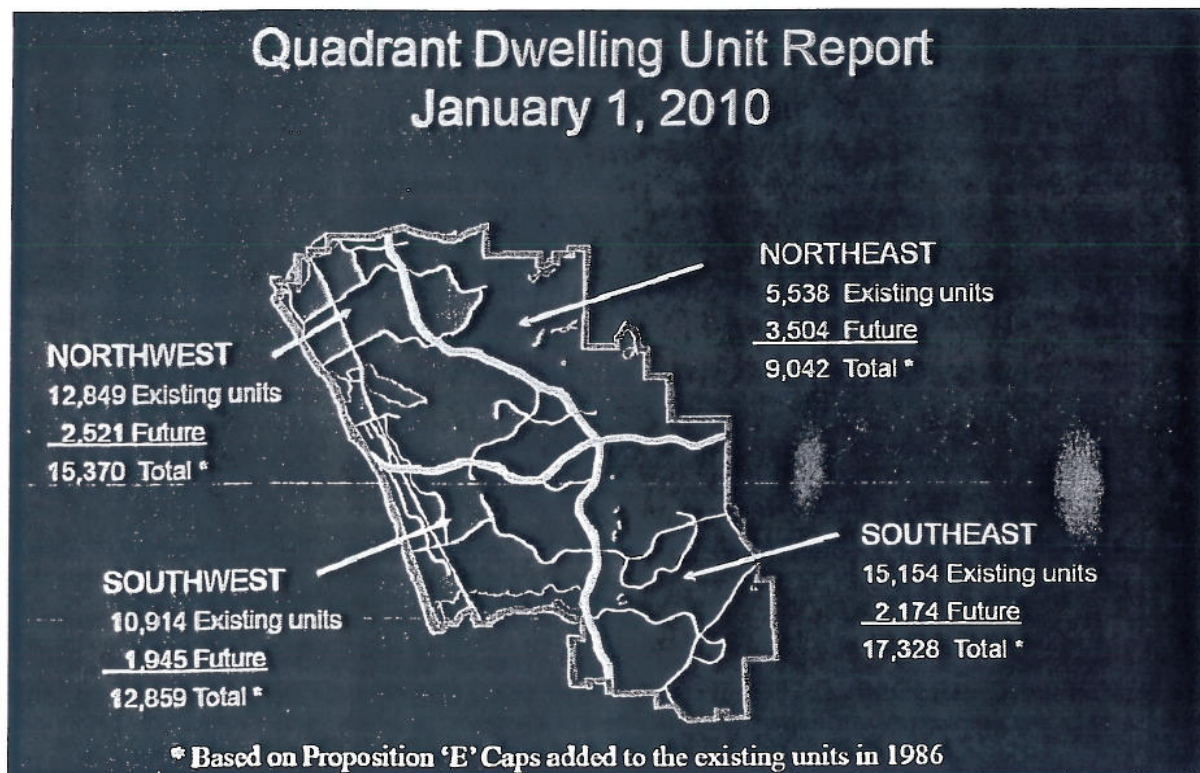 Quadrant Dwelling Unit Report
January 1, 2010
NORTHEAST
5,538 Existing units
3,504 Future
9,042 Total *
NORTHWEST
12,849 Existing units
2,521 Future
15,370 Total *
SOUTHEAST
15,154 Existing units
2,174 Future
17,328 Total *
SOUTHWEST
10,914 Existing units
1,945 Future
12,859 Total *
* Based on Proposition ‘E’ Caps added to the existing units in 1986